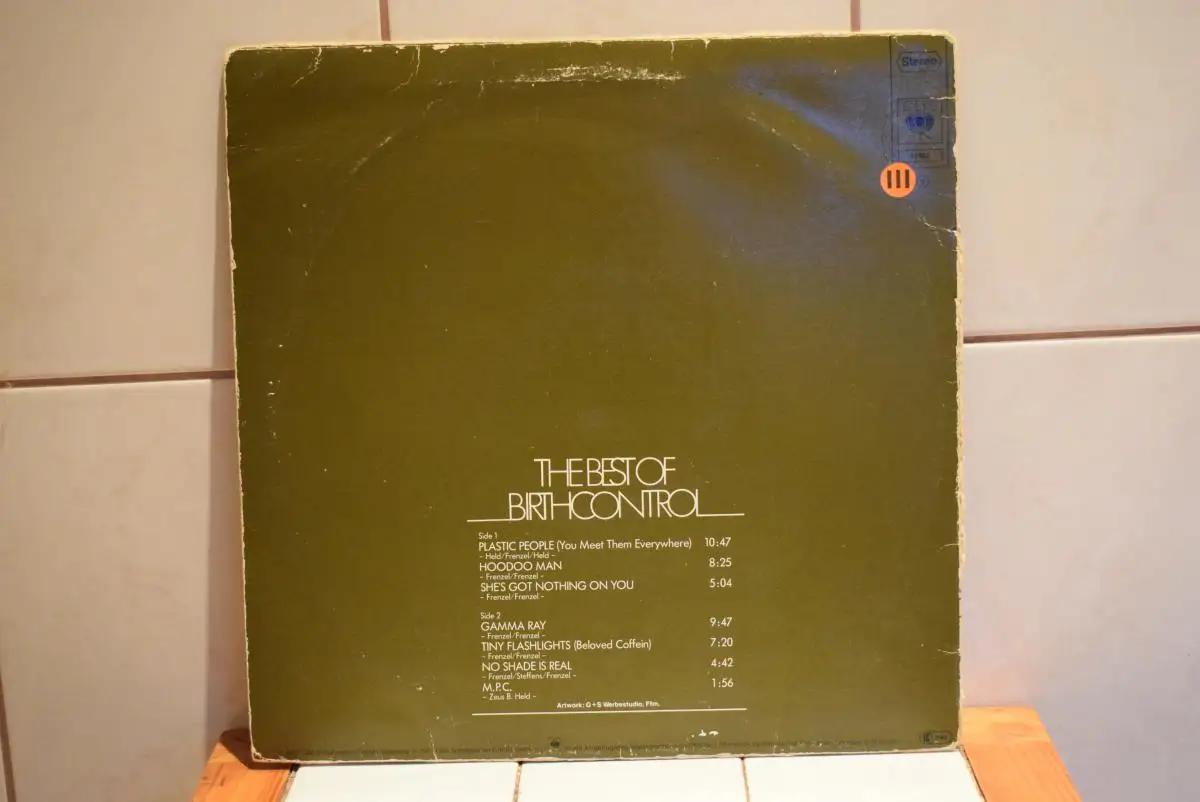 Stereo
III
THE BEST OF
BIRTHCONTROL
Side 1
PLASTIC PEOPLE (You Meet Them Everywhere) 10:47
- Held/Frenzel/Held -
HOODOO MAN 8:25
- Frenzel/Frenzel -
SHE'S GOT NOTHING ON YOU 5:04
- Frenzel/Frenzel -
Side 2
GAMMA RAY 9:47
- Frenzel/Frenzel -
TINY FLASHLIGHTS (Beloved Coffein) 7:20
- Frenzel/Frenzel -
NO SHADE IS REAL 4:42
- Frenzel/Steffens/Frenzel -
M.P.C. 1:56
- Zeus B. Held -
Artwork: G+S Werbestudio, Ffm.